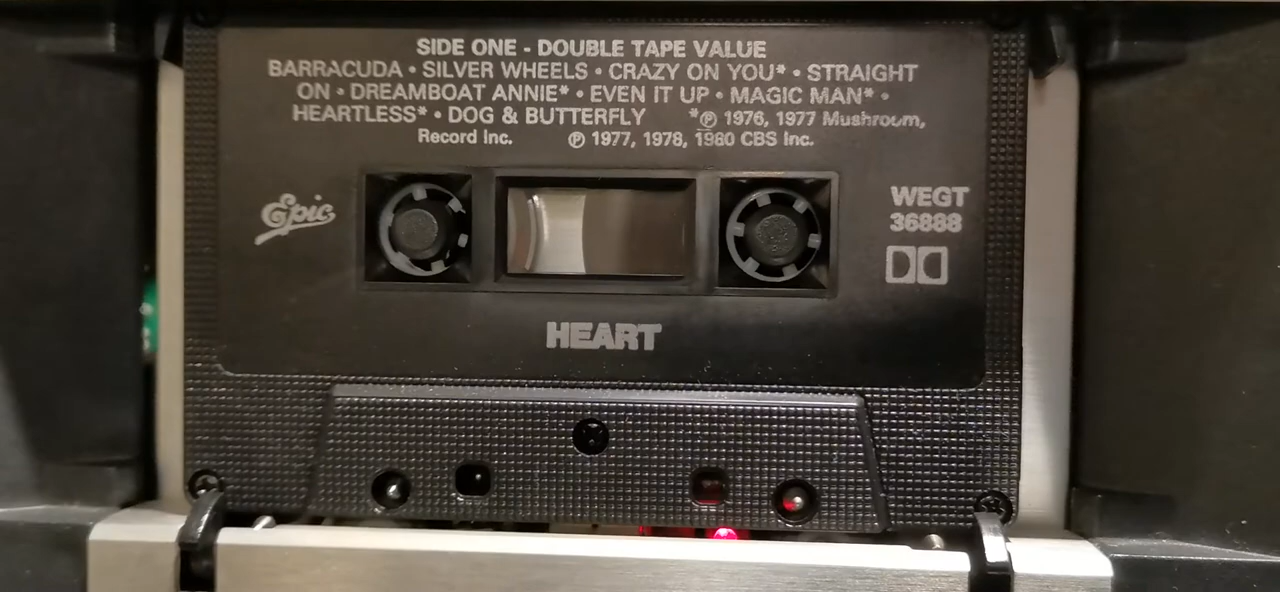 SIDE ONE - DOUBLE TAPE VALUE
BARRACUDA • SILVER WHEELS • CRAZY ON YOU* • STRAIGHT
ON • DREAMBOAT ANNIE* • EVEN IT UP • MAGIC MAN* •
HEARTLESS* • DOG & BUTTERFLY *℗ 1976, 1977 Mushroom,
Record Inc. ℗ 1977, 1978, 1980 CBS Inc.
Epic
WEGT
36888
HEART